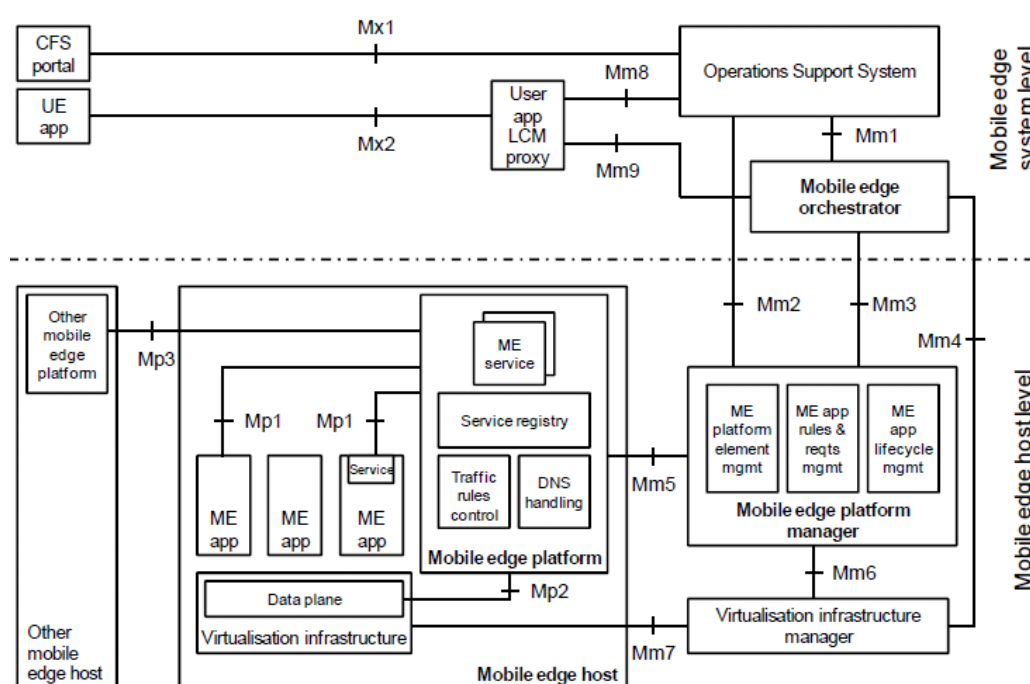 CFS
portal
Mx1
Operations Support System
UE
app
Mx2
User
app
LCM
proxy
Mm8
Mm9
Mm1
Mobile edge
orchestrator
Mobile edge
system level
Other
mobile
edge
platform
Mp3
ME
service
Mm2
Mm3
Mm4
Mp1
Mp1
Service registry
ME
platform
element
mgmt
ME app
rules &
reqts
mgmt
ME
app
lifecycle
mgmt
Service
ME
app
ME
app
ME
app
Traffic
rules
control
DNS
handling
Mm5
Mobile edge platform
Mobile edge platform
manager
Mobile edge host level
Data plane
Mp2
Mm6
Virtualisation infrastructure
Virtualisation infrastructure
manager
Mm7
Other
mobile
edge host
Mobile edge host